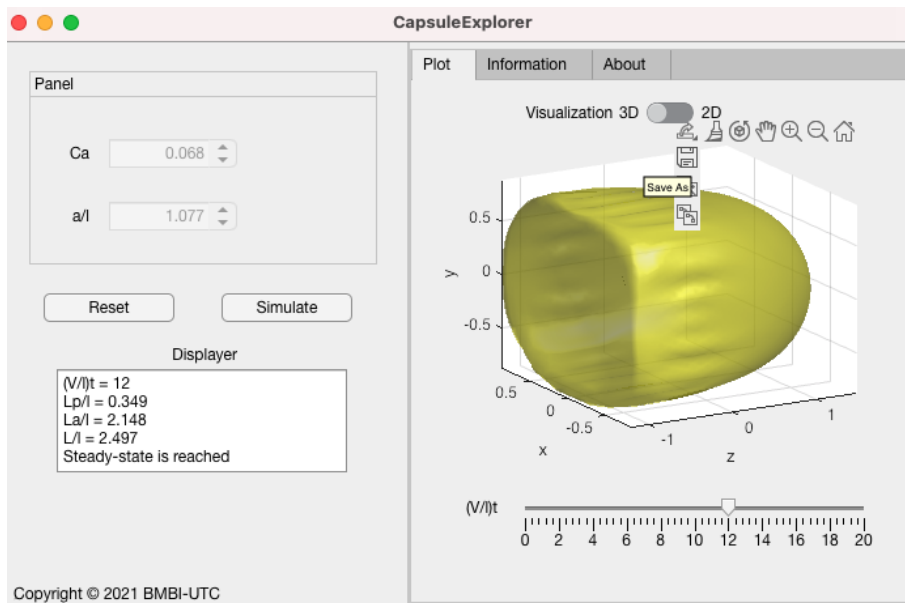 CapsuleExplorer
Panel
Ca 0.068
a/l 1.077
Reset Simulate
Displayer
(V/l)t = 12
Lp/l = 0.349
La/l = 2.148
L/l = 2.497
Steady-state is reached
Copyright © 2021 BMBI-UTC
Plot Information About
Visualization 3D 2D
Save As
0.5
y 0
-0.5
0.5
0
-0.5
x
-1
0
1
z
(V/l)t
0 2 4 6 8 10 12 14 16 18 20